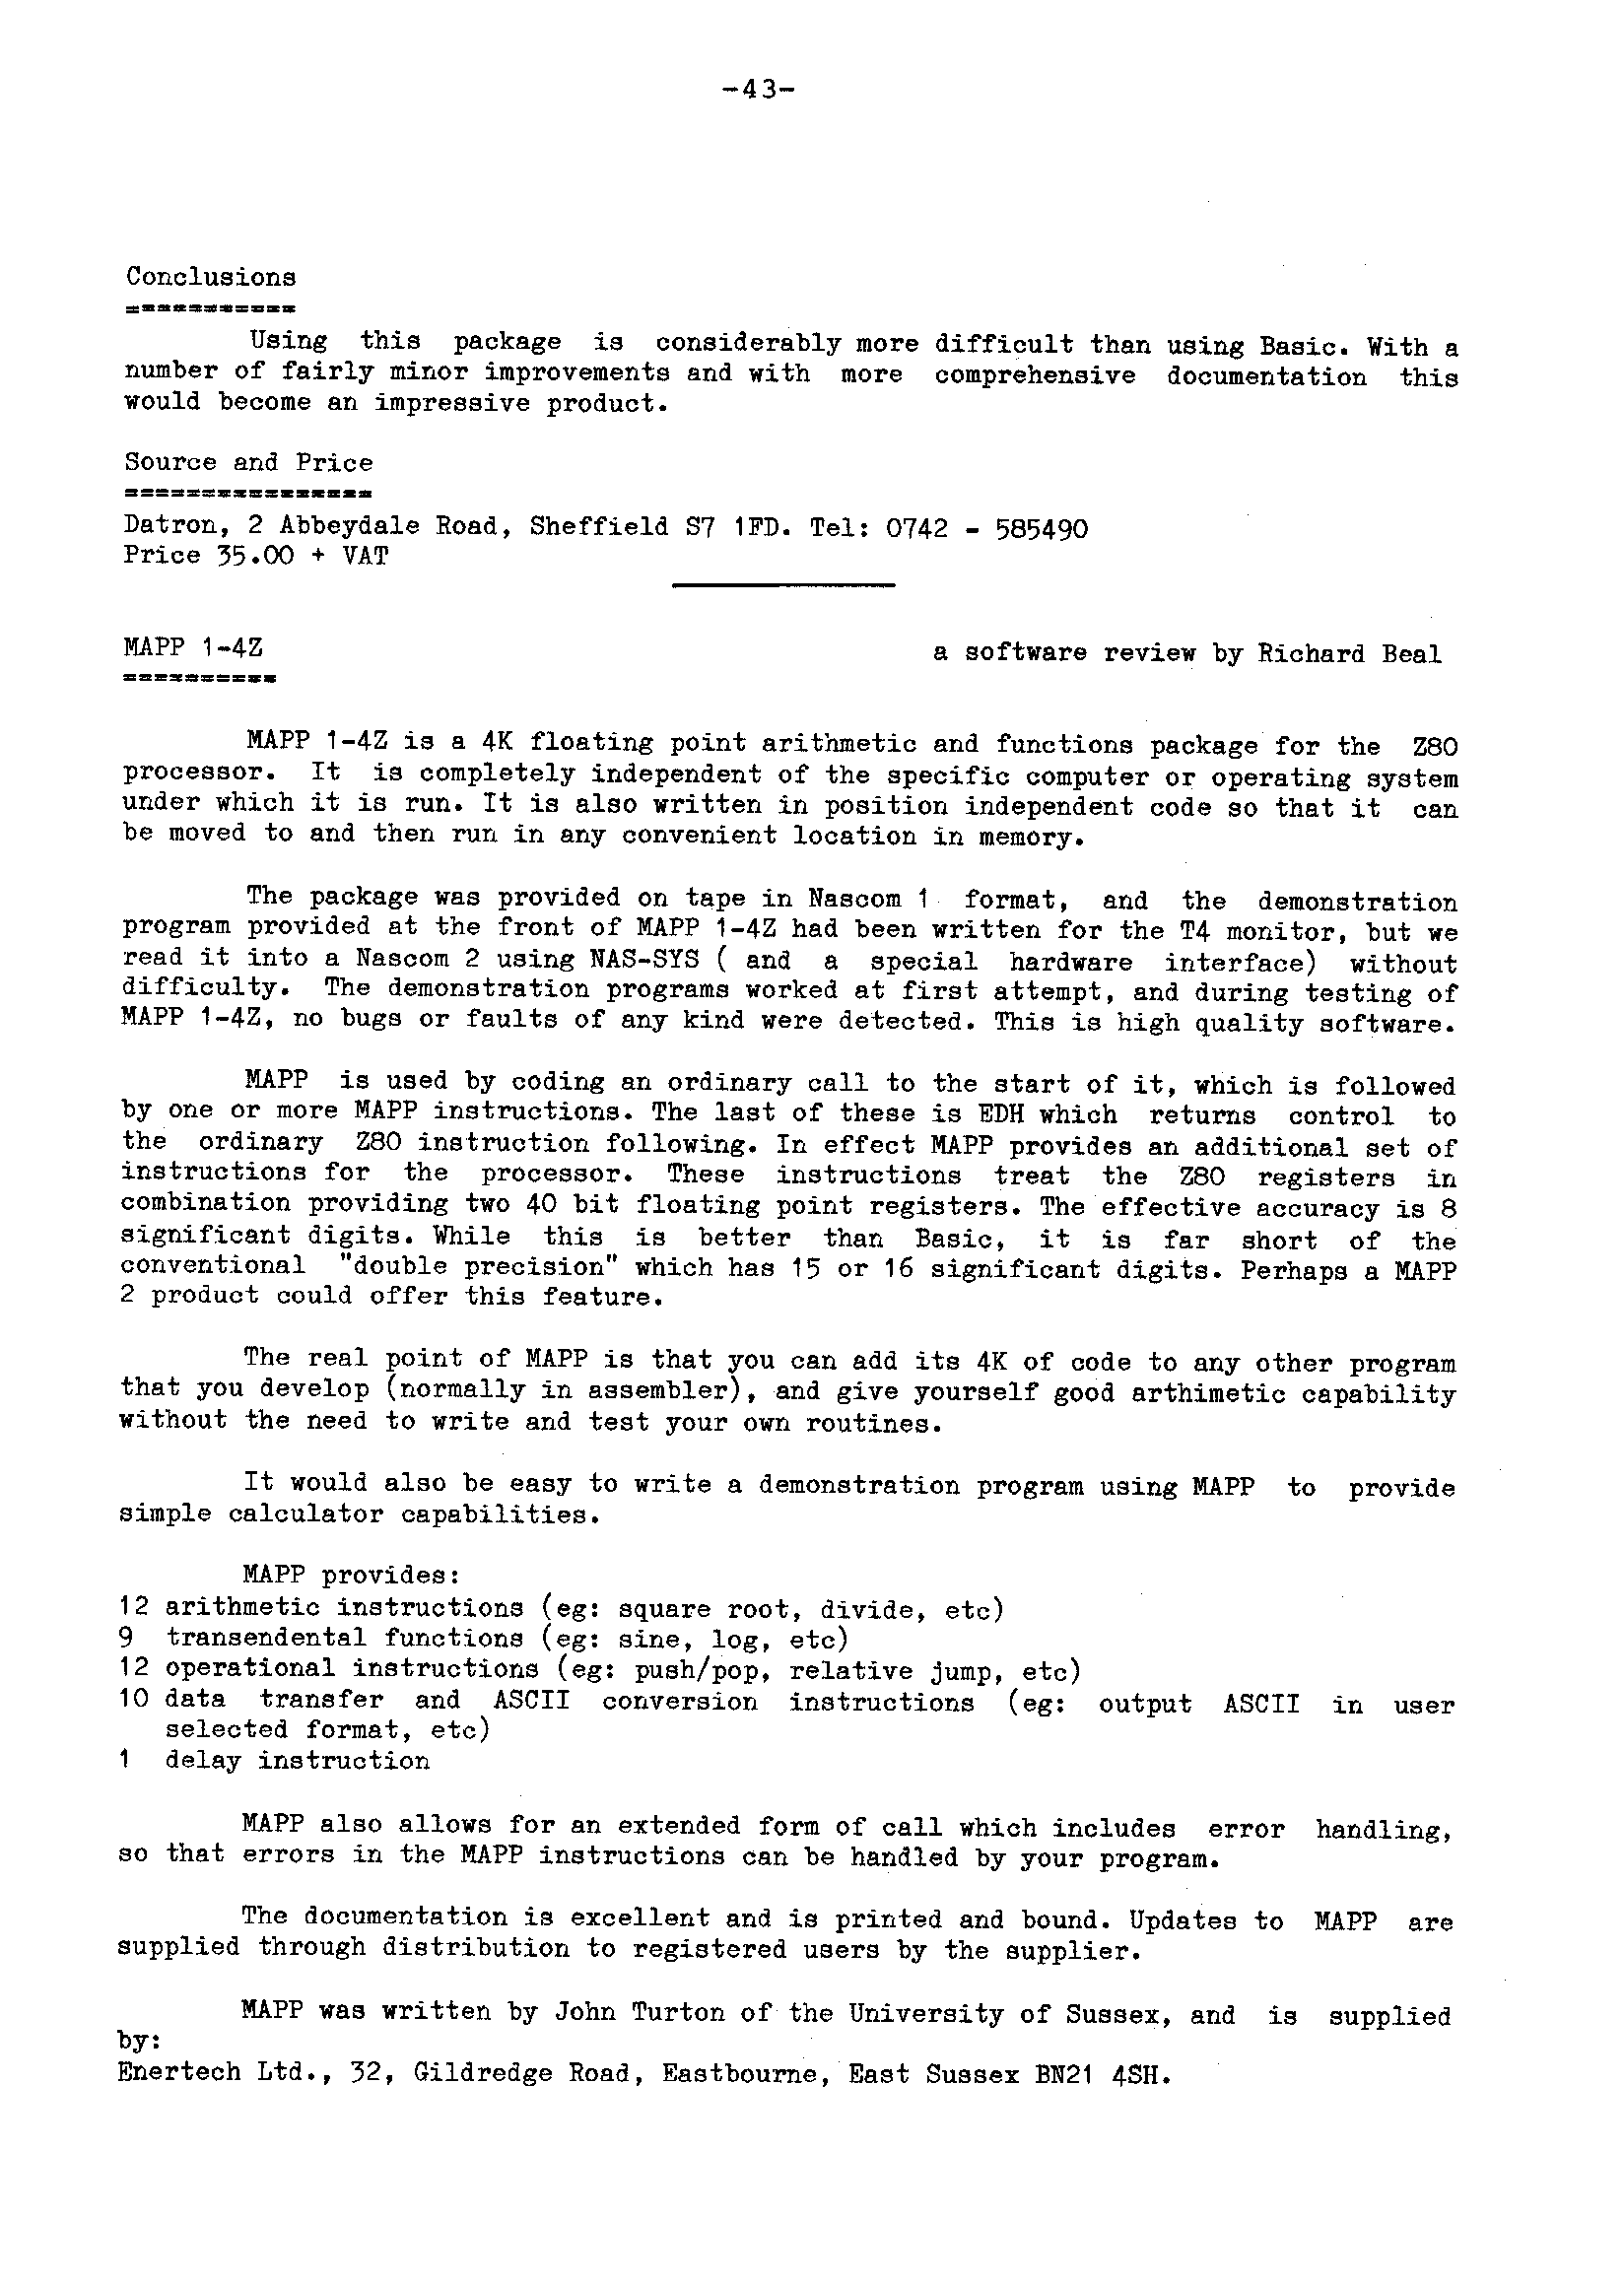 -43-
Conclusions
===========
Using this package is considerably more difficult than using Basic. With a
number of fairly minor improvements and with more comprehensive documentation this
would become an impressive product.
Source and Price
================
Datron, 2 Abbeydale Road, Sheffield S7 1FD. Tel: 0742 - 585490
Price 35.00 + VAT
MAPP 1-4Z a software review by Richard Beal
==========
MAPP 1-4Z is a 4K floating point arithmetic and functions package for the Z80
processor. It is completely independent of the specific computer or operating system
under which it is run. It is also written in position independent code so that it can
be moved to and then run in any convenient location in memory.
The package was provided on tape in Nascom 1 format, and the demonstration
program provided at the front of MAPP 1-4Z had been written for the T4 monitor, but we
read it into a Nascom 2 using NAS-SYS ( and a special hardware interface) without
difficulty. The demonstration programs worked at first attempt, and during testing of
MAPP 1-4Z, no bugs or faults of any kind were detected. This is high quality software.
MAPP is used by coding an ordinary call to the start of it, which is followed
by one or more MAPP instructions. The last of these is EDH which returns control to
the ordinary Z80 instruction following. In effect MAPP provides an additional set of
instructions for the processor. These instructions treat the Z80 registers in
combination providing two 40 bit floating point registers. The effective accuracy is 8
significant digits. While this is better than Basic, it is far short of the
conventional "double precision" which has 15 or 16 significant digits. Perhaps a MAPP
2 product could offer this feature.
The real point of MAPP is that you can add its 4K of code to any other program
that you develop (normally in assembler), and give yourself good arthimetic capability
without the need to write and test your own routines.
It would also be easy to write a demonstration program using MAPP to provide
simple calculator capabilities.
MAPP provides:
12 arithmetic instructions (eg: square root, divide, etc)
9 transendental functions (eg: sine, log, etc)
12 operational instructions (eg: push/pop, relative jump, etc)
10 data transfer and ASCII conversion instructions (eg: output ASCII in user
selected format, etc)
1 delay instruction
MAPP also allows for an extended form of call which includes error handling,
so that errors in the MAPP instructions can be handled by your program.
The documentation is excellent and is printed and bound. Updates to MAPP are
supplied through distribution to registered users by the supplier.
MAPP was written by John Turton of the University of Sussex, and is supplied
by:
Enertech Ltd., 32, Gildredge Road, Eastbourne, East Sussex BN21 4SH.